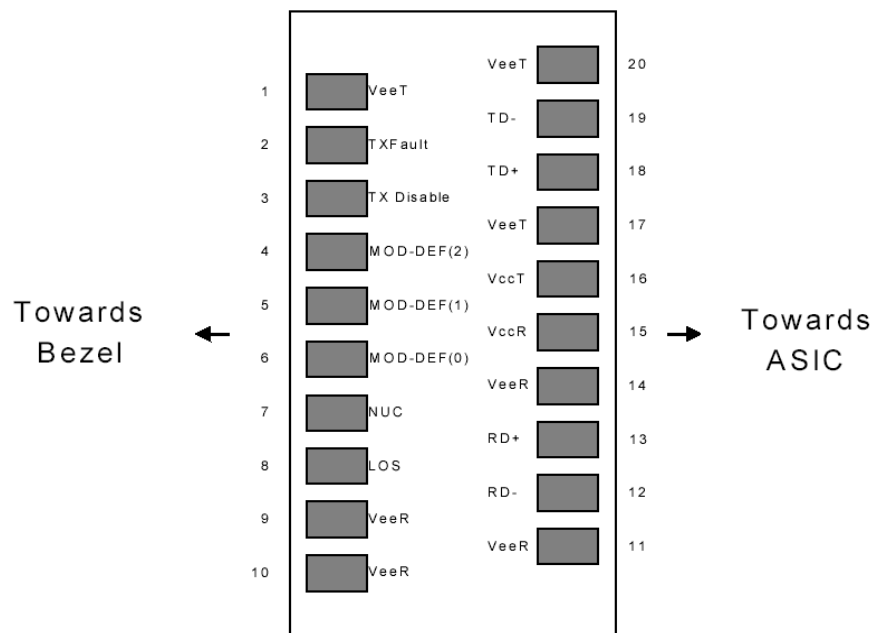 VeeT 20
1 VeeT
TD- 19
2 TXFault
TD+ 18
3 TX Disable
VeeT 17
4 MOD-DEF(2)
VccT 16
5 MOD-DEF(1)
Towards
Bezel
VccR 15
Towards
ASIC
6 MOD-DEF(0)
VeeR 14
7 NUC
RD+ 13
8 LOS
RD- 12
9 VeeR
VeeR 11
10 VeeR